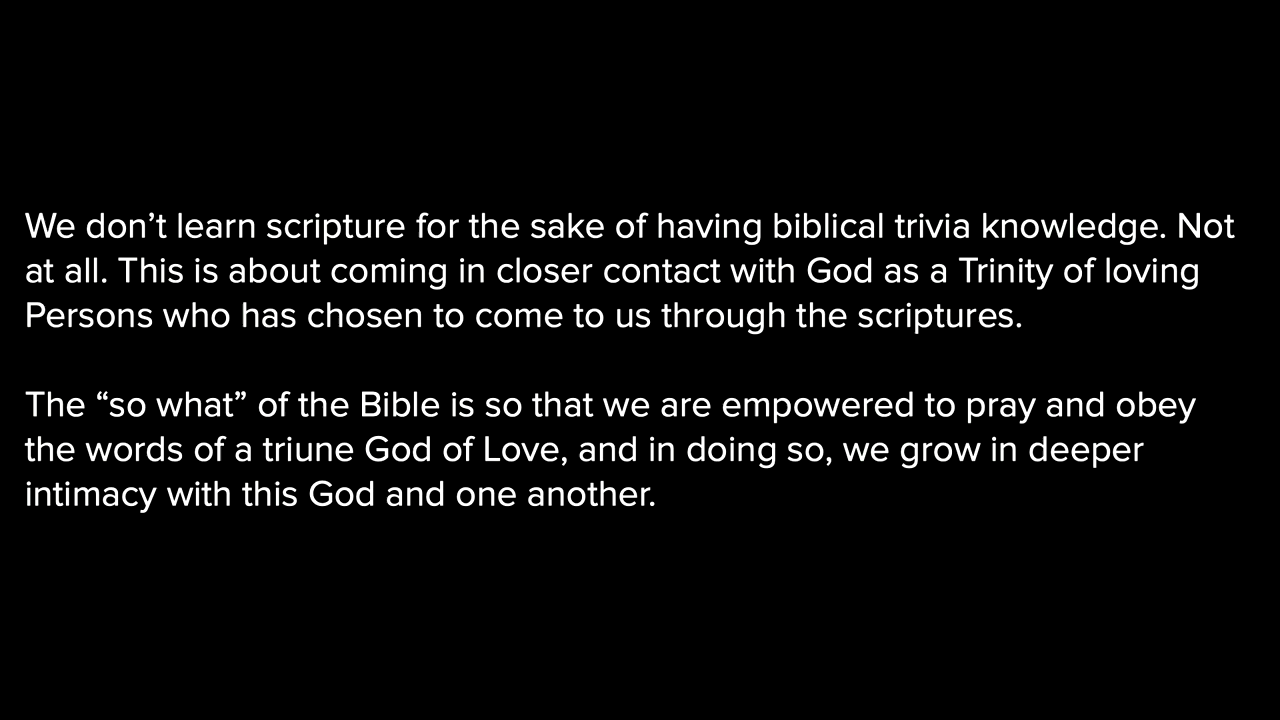 We don’t learn scripture for the sake of having biblical trivia knowledge. Not
at all. This is about coming in closer contact with God as a Trinity of loving
Persons who has chosen to come to us through the scriptures.
The “so what” of the Bible is so that we are empowered to pray and obey
the words of a triune God of Love, and in doing so, we grow in deeper
intimacy with this God and one another.